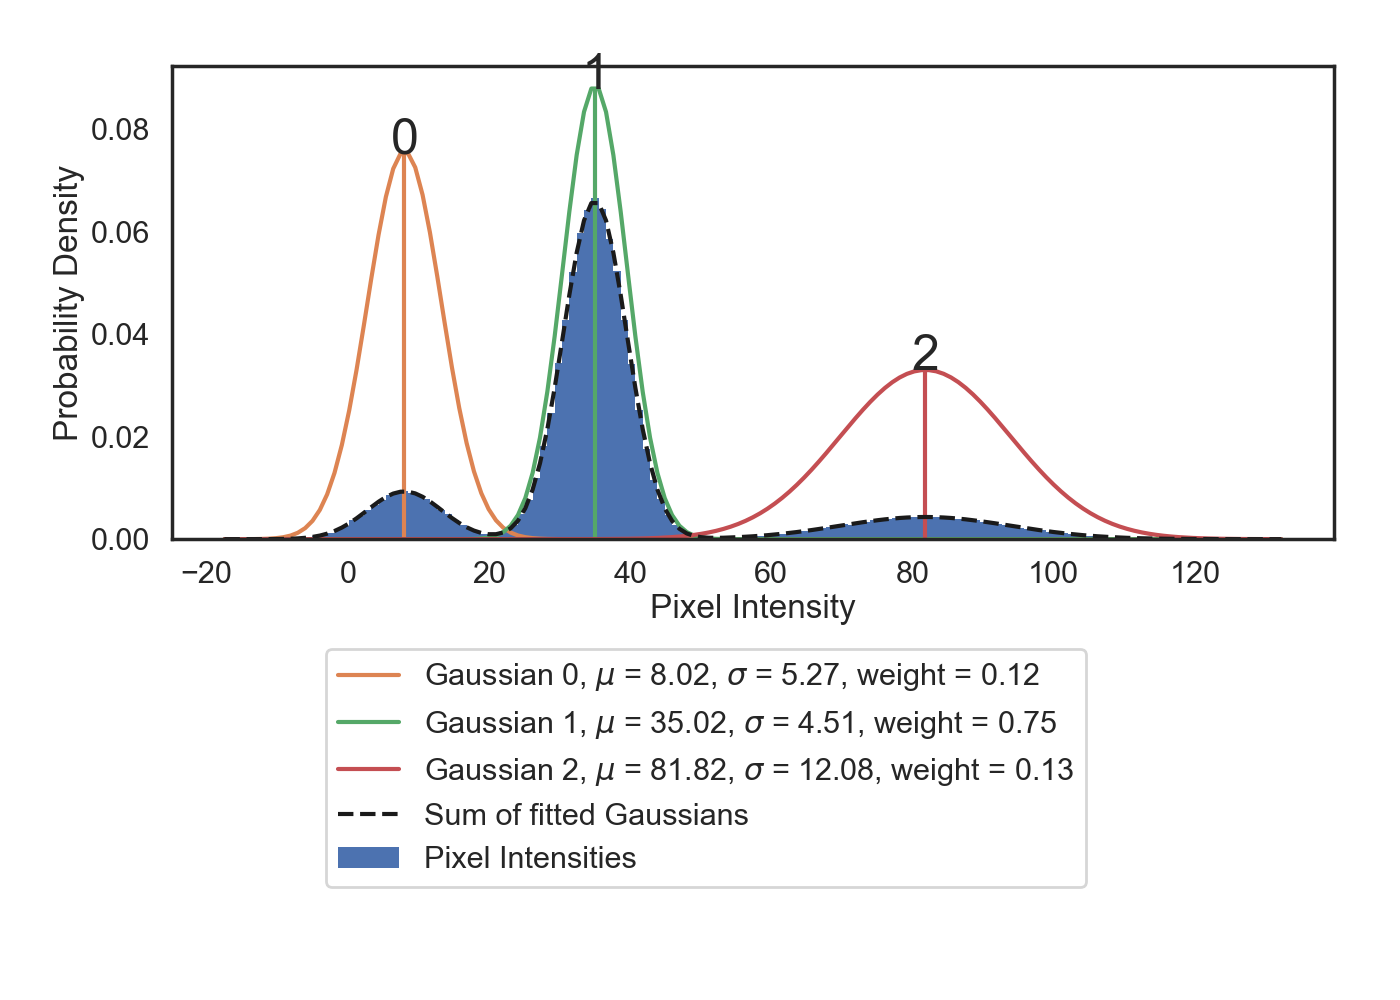 1
0
2
Probability Density
0.08
0.06
0.04
0.02
0.00
−20 0 20 40 60 80 100 120
Pixel Intensity
Gaussian 0, μ = 8.02, σ = 5.27, weight = 0.12
Gaussian 1, μ = 35.02, σ = 4.51, weight = 0.75
Gaussian 2, μ = 81.82, σ = 12.08, weight = 0.13
Sum of fitted Gaussians
Pixel Intensities